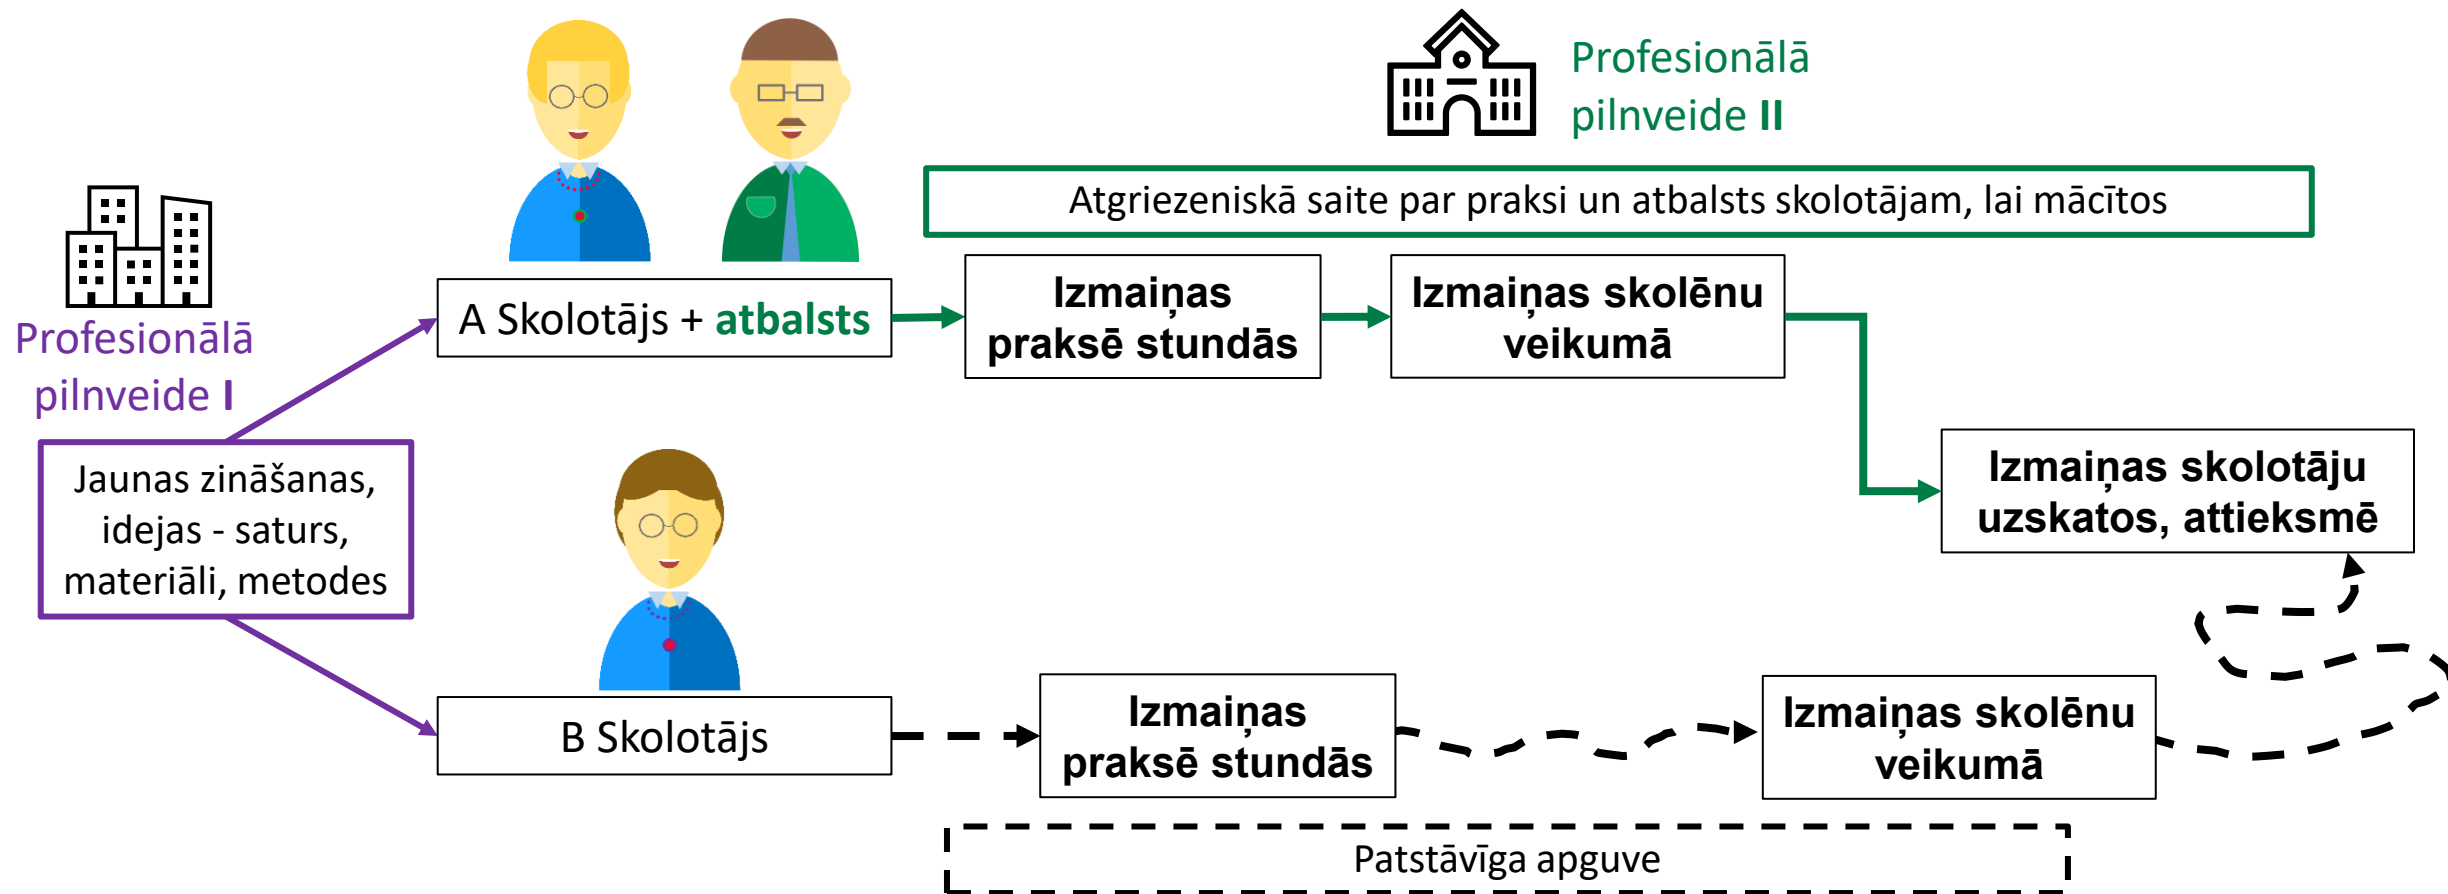 Profesionālā
pilnveide I
Jaunas zināšanas,
idejas - saturs,
materiāli, metodes
Profesionālā
pilnveide II
Atgriezeniskā saite par praksi un atbalsts skolotājam, lai mācītos
A Skolotājs + atbalsts
Izmaiņas
praksē stundās
Izmaiņas skolēnu
veikumā
Izmaiņas skolotāju
uzskatos, attieksmē
B Skolotājs
Izmaiņas
praksē stundās
Izmaiņas skolēnu
veikumā
Patstāvīga apguve